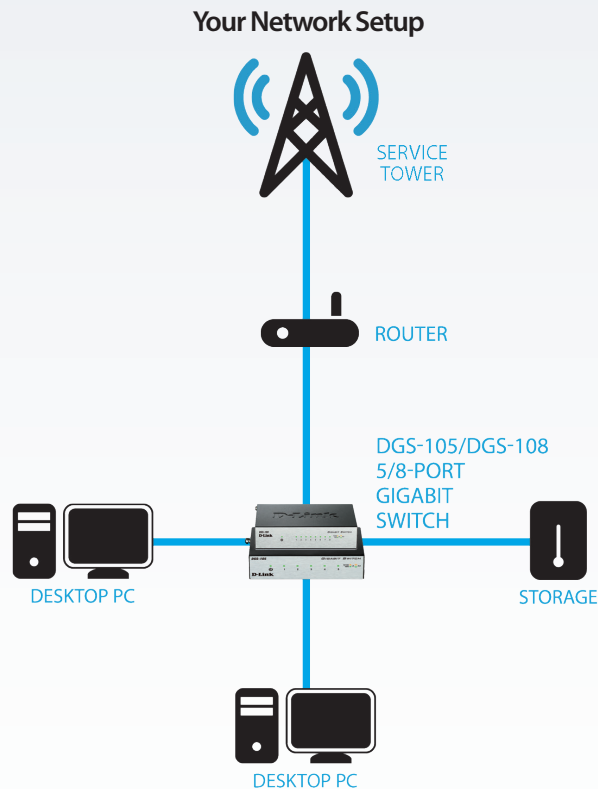 Your Network Setup
SERVICE
TOWER
ROUTER
DGS-105/DGS-108
5/8-PORT
GIGABIT
SWITCH
D-Link
D-Link
D-Link
DESKTOP PC
STORAGE
DESKTOP PC